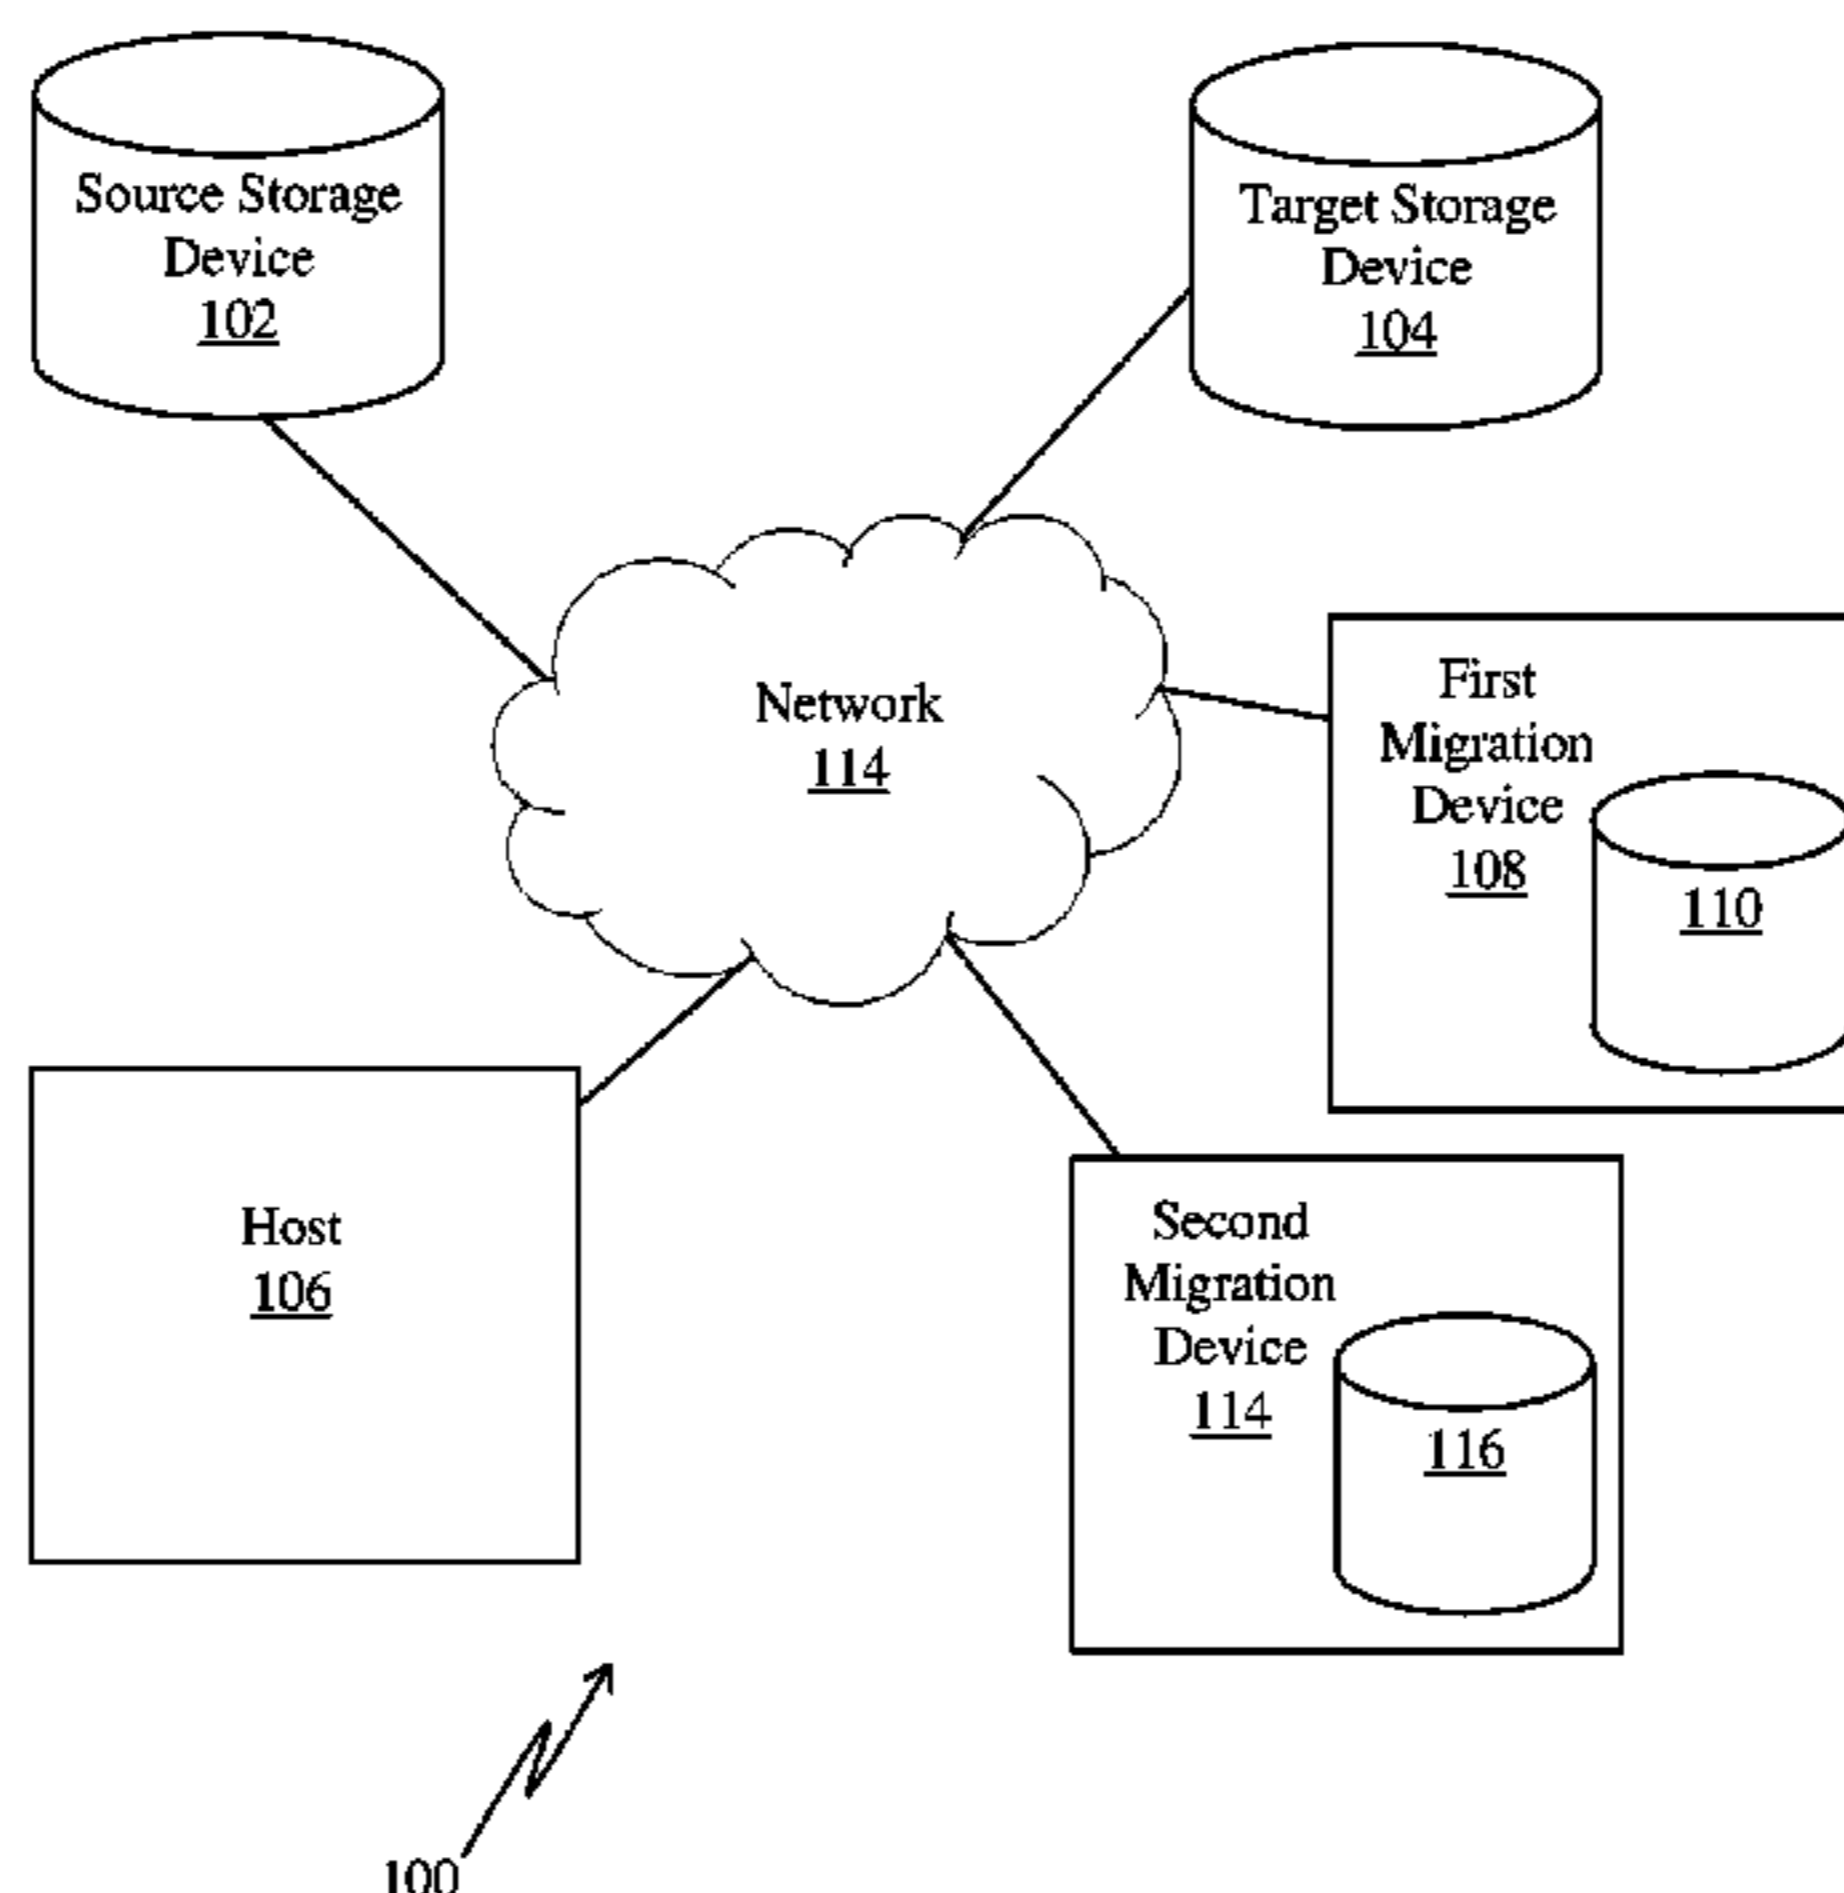 Source Storage
Device
102
Target Storage
Device
104
Network
114
First
Migration
Device
108
110
Host
106
Second
Migration
Device
114
116
100